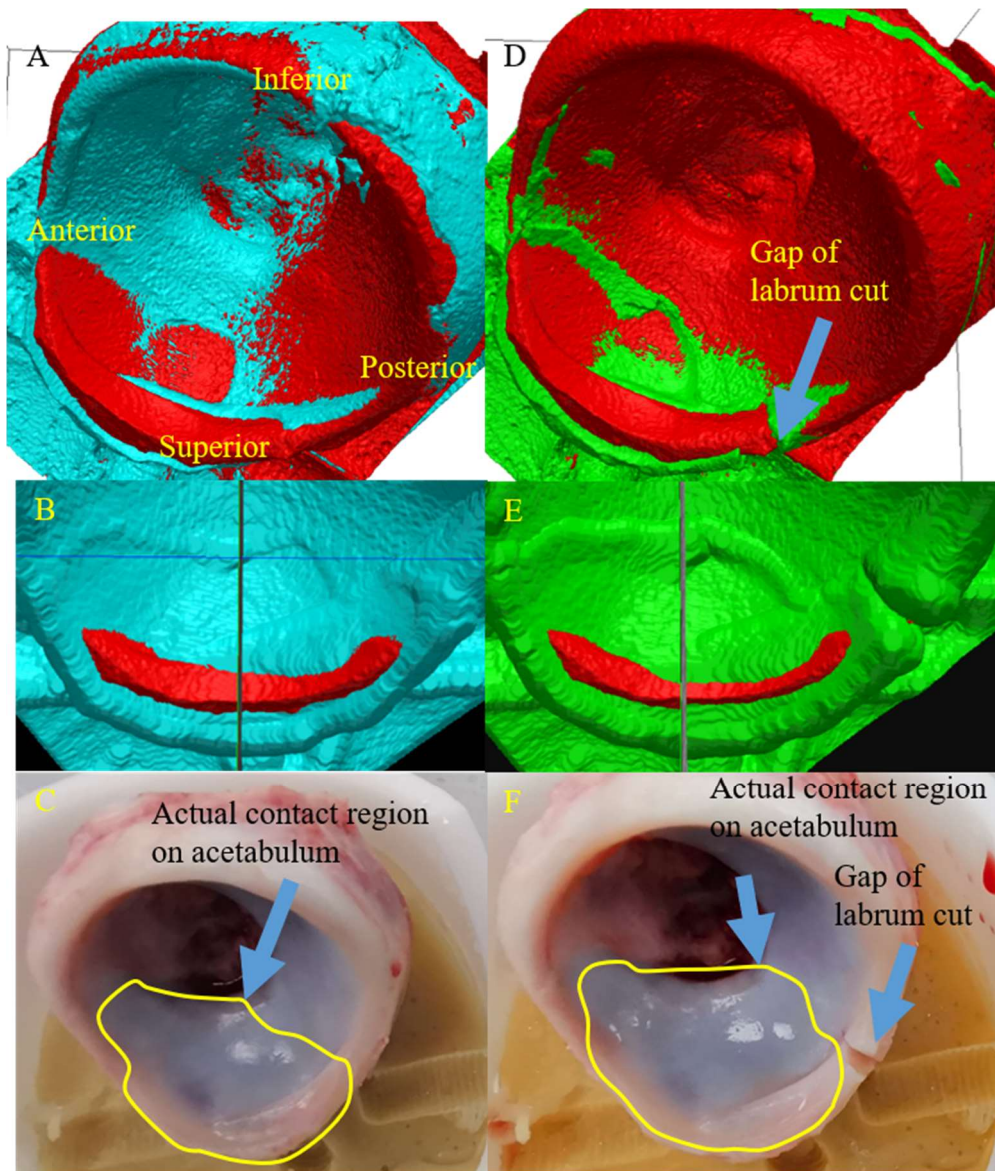 A
Inferior
Anterior
Posterior
Superior
D
Gap of
labrum cut
B
E
C
Actual contact region
on acetabulum
F
Actual contact region
on acetabulum
Gap of
labrum cut